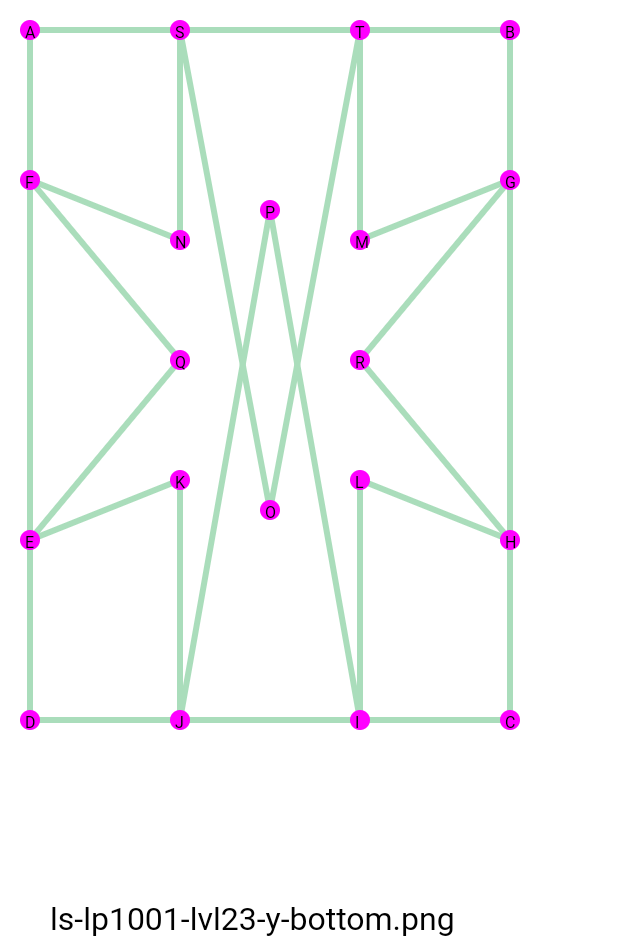 A S T B
F G
P
N M
Q R
K L
O
E H
D J I C
ls-lp1001-lvl23-y-bottom.png